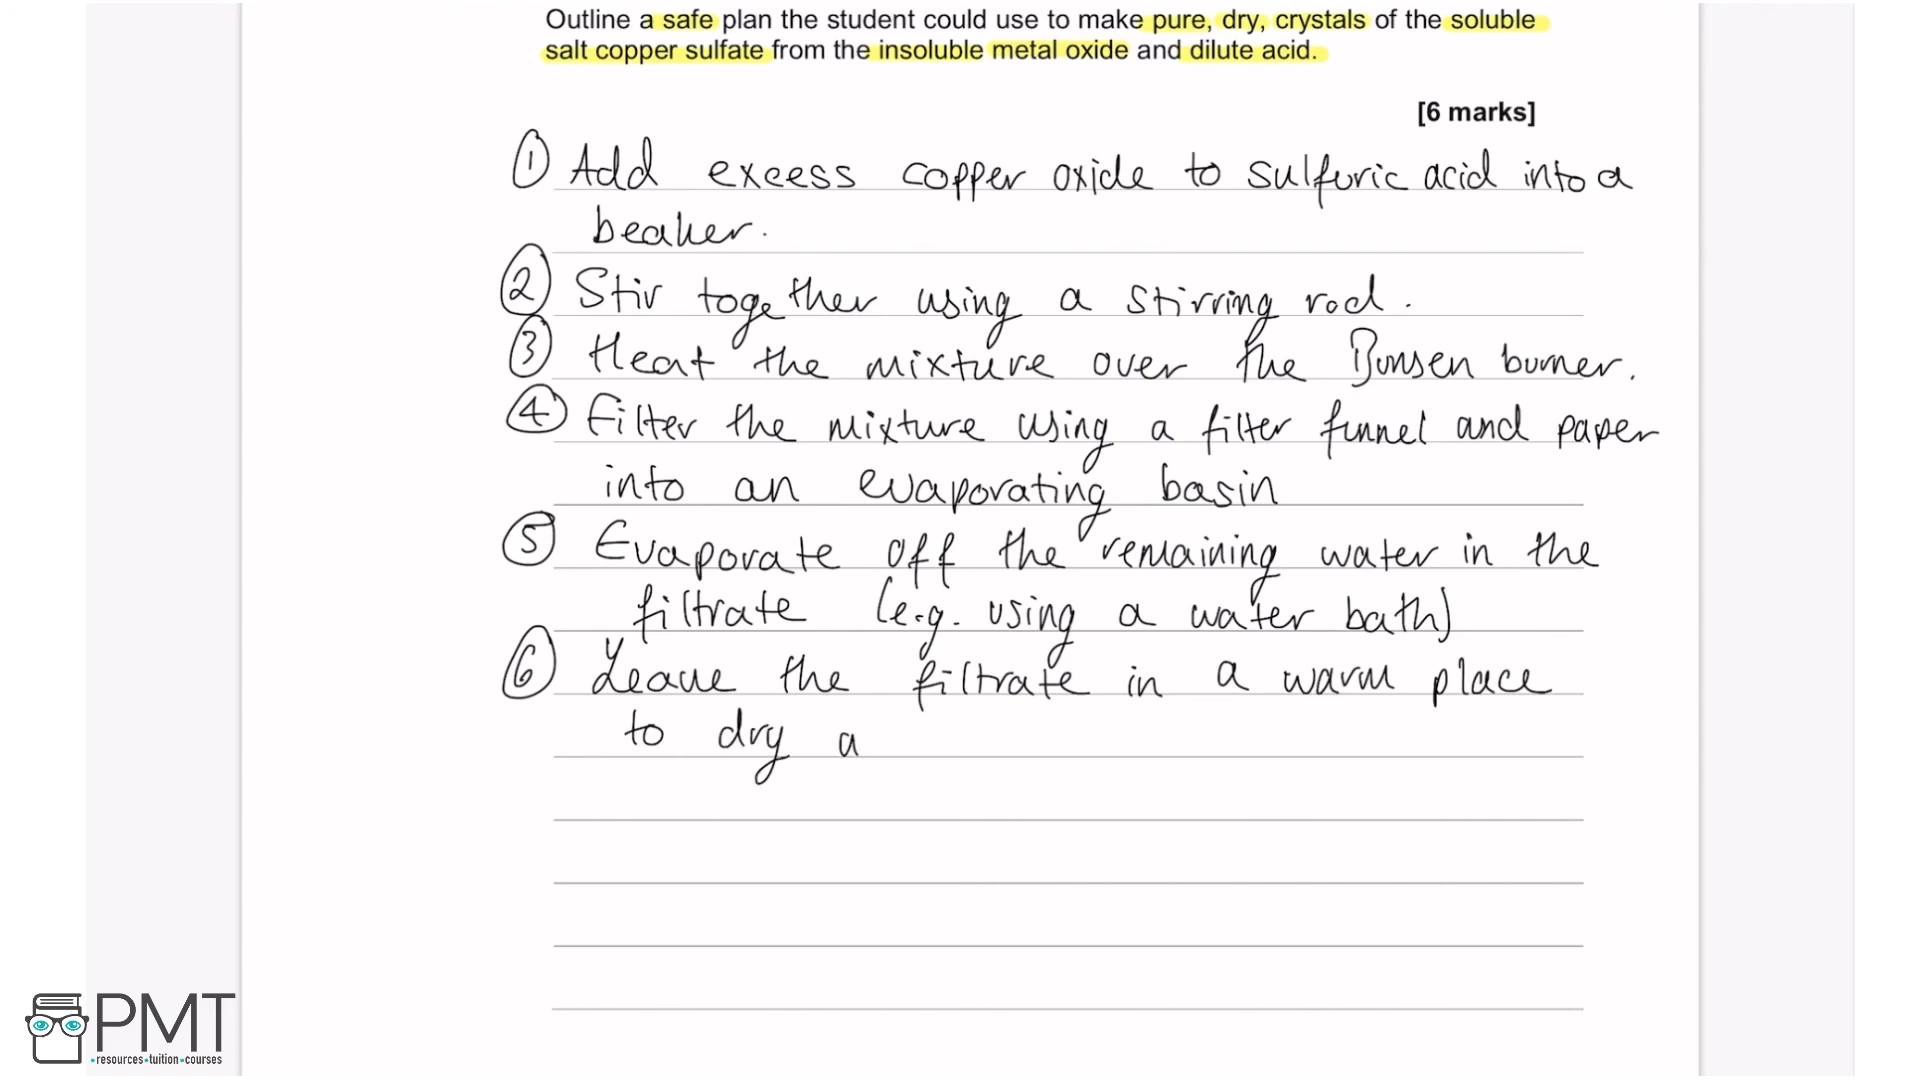 Outline a safe plan the student could use to make pure, dry, crystals of the soluble
salt copper sulfate from the insoluble metal oxide and dilute acid.
[6 marks]
① Add excess copper oxide to sulfuric acid into a
beaker.
② Stir together using a stirring rod.
③ Heat the mixture over the Bunsen burner.
④ Filter the mixture using a filter funnel and paper
into an evaporating basin
⑤ Evaporate off the remaining water in the
filtrate (e.g. using a water bath)
⑥ Leave the filtrate in a warm place
to dry a
PMT
•resources•tuition•courses